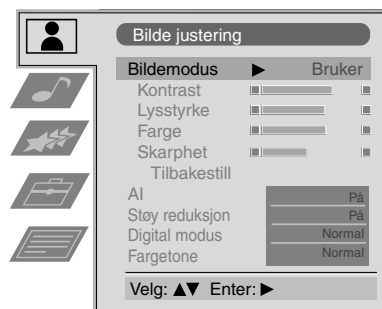 Bilde justering
Bildemodus ▶ Bruker
Kontrast
Lysstyrke
Farge
Skarphet
Tilbakestill
AI På
Støy reduksjon På
Digital modus Normal
Fargetone Normal
Velg: ▲▼ Enter: ▶